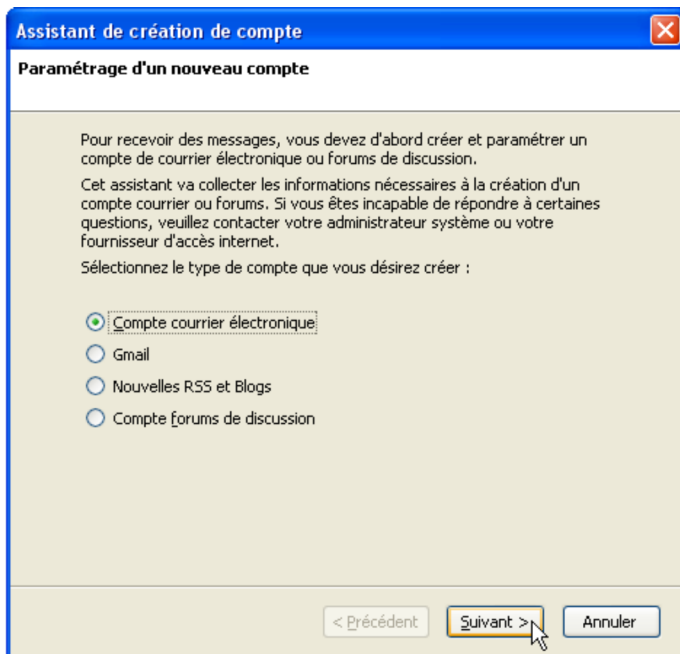 Assistant de création de compte
Paramétrage d'un nouveau compte
Pour recevoir des messages, vous devez d'abord créer et paramétrer un
compte de courrier électronique ou forums de discussion.
Cet assistant va collecter les informations nécessaires à la création d'un
compte courrier ou forums. Si vous êtes incapable de répondre à certaines
questions, veuillez contacter votre administrateur système ou votre
fournisseur d'accès internet.
Sélectionnez le type de compte que vous désirez créer :
Compte courrier électronique
Gmail
Nouvelles RSS et Blogs
Compte forums de discussion
< Précédent Suivant > Annuler